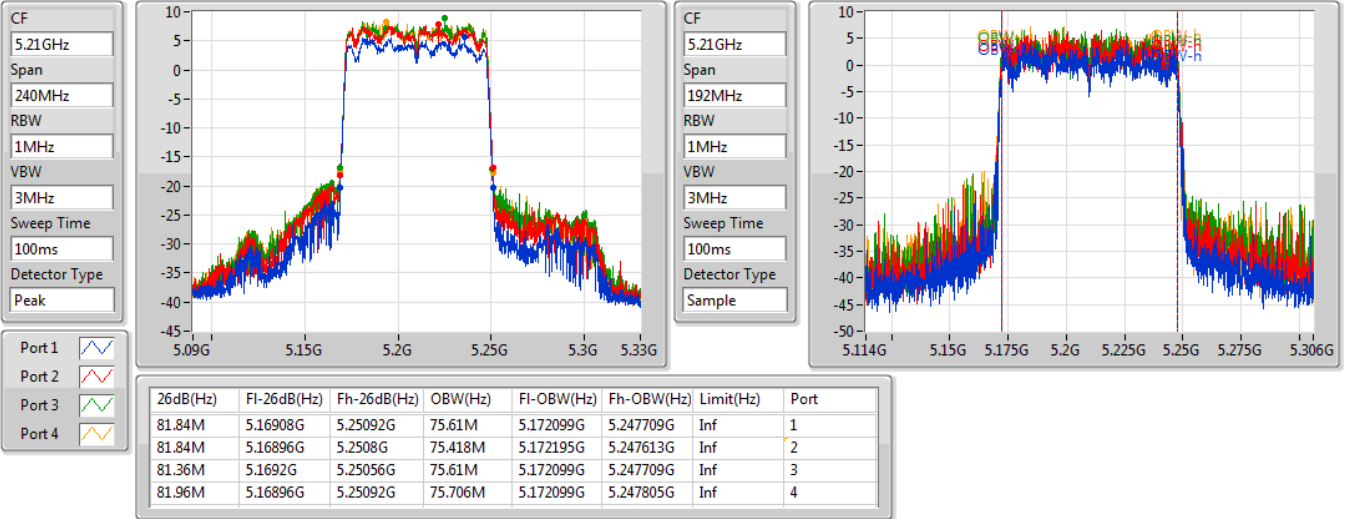 CF
5.21GHz
Span
240MHz
RBW
1MHz
VBW
3MHz
Sweep Time
100ms
Detector Type
Peak
10
5
0
-5
-10
-15
-20
-25
-30
-35
-40
-45
5.09G 5.15G 5.2G 5.25G 5.3G 5.33G
CF
5.21GHz
Span
192MHz
RBW
1MHz
VBW
3MHz
Sweep Time
100ms
Detector Type
Sample
10
5
0
-5
-10
-15
-20
-25
-30
-35
-40
-45
-50
5.114G 5.15G 5.175G 5.2G 5.225G 5.25G 5.275G 5.306G
Port 1
Port 2
Port 3
Port 4
26dB(Hz) Fl-26dB(Hz) Fh-26dB(Hz) OBW(Hz) Fl-OBW(Hz) Fh-OBW(Hz) Limit(Hz) Port
81.84M 5.16908G 5.25092G 75.61M 5.172099G 5.247709G Inf 1
81.84M 5.16896G 5.2508G 75.418M 5.172195G 5.247613G Inf 2
81.36M 5.1692G 5.25056G 75.61M 5.172099G 5.247709G Inf 3
81.96M 5.16896G 5.25092G 75.706M 5.172099G 5.247805G Inf 4